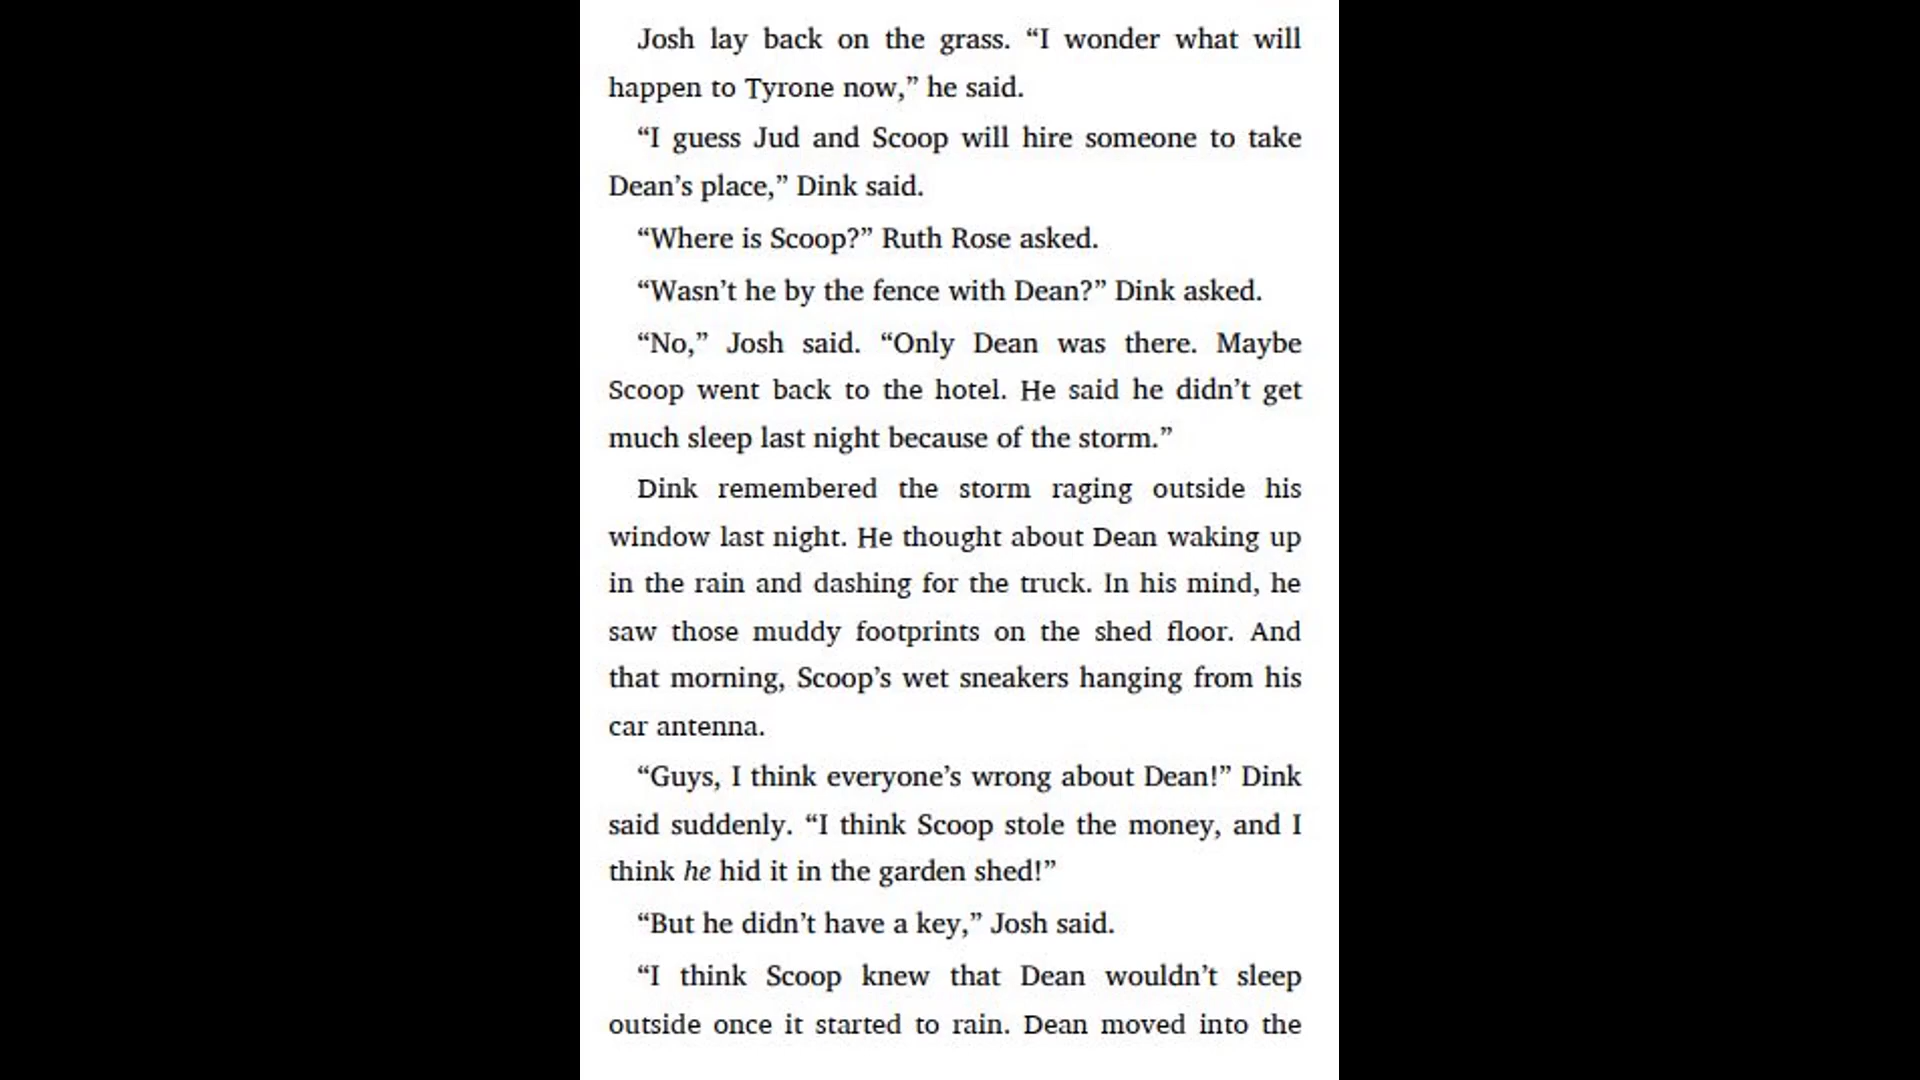 Josh lay back on the grass. “I wonder what will
happen to Tyrone now,” he said.
“I guess Jud and Scoop will hire someone to take
Dean’s place,” Dink said.
“Where is Scoop?” Ruth Rose asked.
“Wasn’t he by the fence with Dean?” Dink asked.
“No,” Josh said. “Only Dean was there. Maybe
Scoop went back to the hotel. He said he didn’t get
much sleep last night because of the storm.”
Dink remembered the storm raging outside his
window last night. He thought about Dean waking up
in the rain and dashing for the truck. In his mind, he
saw those muddy footprints on the shed floor. And
that morning, Scoop’s wet sneakers hanging from his
car antenna.
“Guys, I think everyone’s wrong about Dean!” Dink
said suddenly. “I think Scoop stole the money, and I
think he hid it in the garden shed!”
“But he didn’t have a key,” Josh said.
“I think Scoop knew that Dean wouldn’t sleep
outside once it started to rain. Dean moved into the